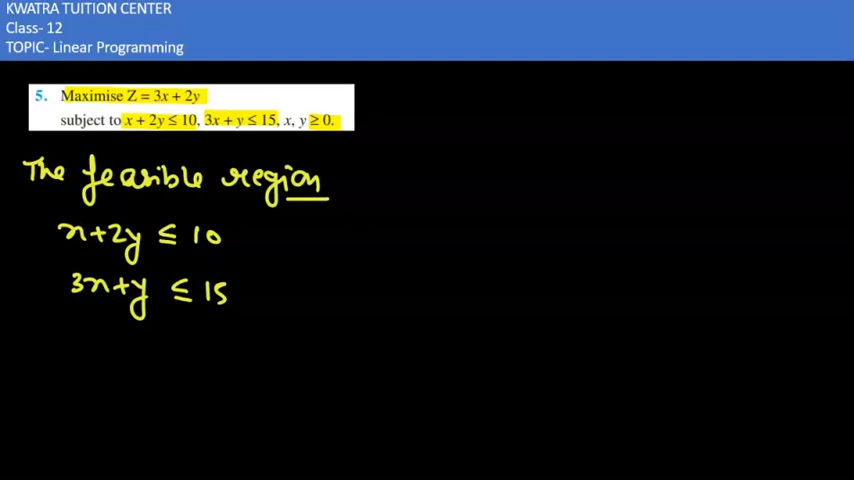 KWATRA TUITION CENTER
Class- 12
TOPIC- Linear Programming
5. Maximise Z = 3x + 2y
subject to x + 2y ≤ 10, 3x + y ≤ 15, x, y ≥ 0.
The feasible region
x+2y ≤ 10
3x+y ≤ 15